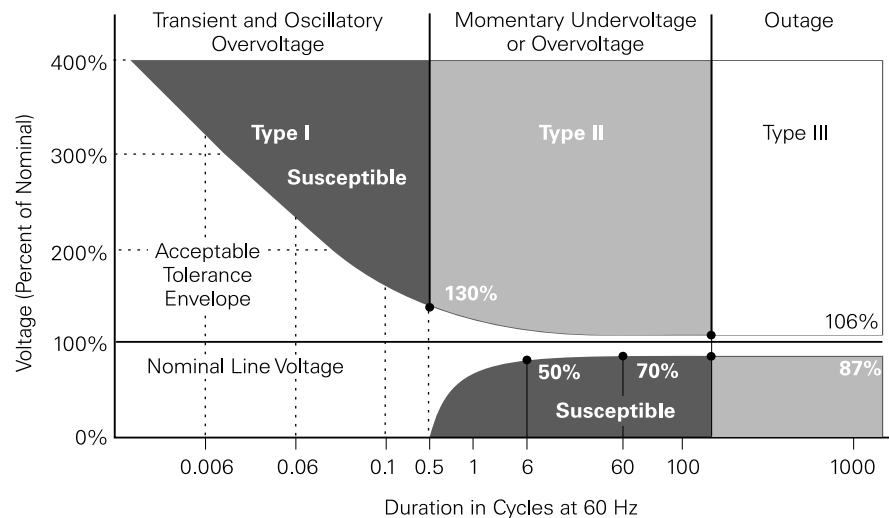 Transient and Oscillatory
Overvoltage
Momentary Undervoltage
or Overvoltage
Outage
400%
Type I
Type II
Type III
300%
Susceptible
200%
Acceptable
Tolerance
Envelope
130%
106%
100%
Nominal Line Voltage
50%
70%
87%
Susceptible
0%
0.006
0.06
0.1
0.5
1
6
60
100
1000
Duration in Cycles at 60 Hz
Voltage (Percent of Nominal)